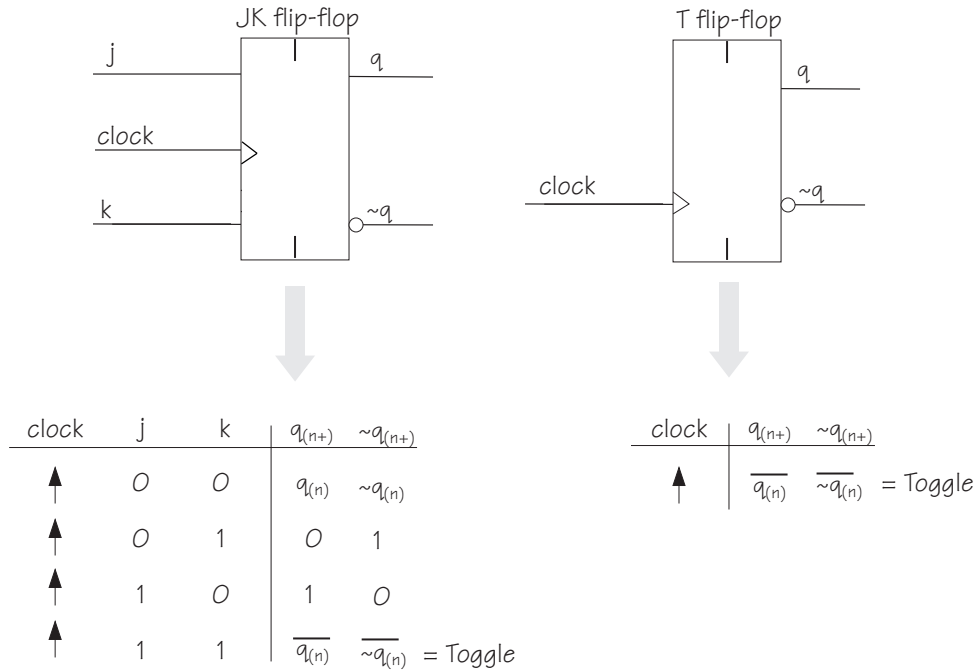 JK flip-flop
j
q
clock
k
~q
T flip-flop
q
clock
~q
clock j k q(n+) ~q(n+)
0 0 q(n) ~q(n)
0 1 0 1
1 0 1 0
1 1 q̅(n) ~q̅(n) = Toggle
clock q(n+) ~q(n+)
q̅(n) ~q̅(n) = Toggle